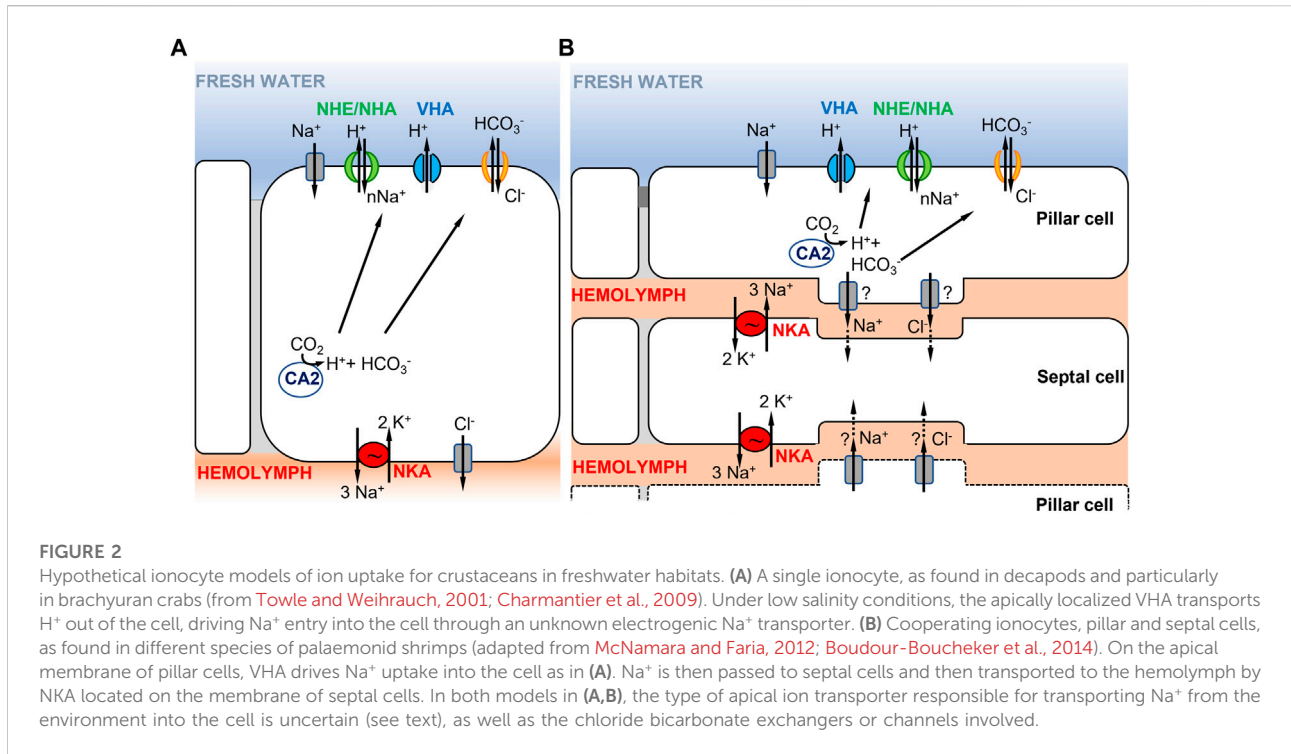 A
FRESH WATER
NHE/NHA
VHA
Na⁺
H⁺
H⁺
HCO₃⁻
nNa⁺
Cl⁻
CO₂
CA2
H⁺+ HCO₃⁻
2 K⁺
Cl⁻
HEMOLYMPH
~
NKA
3 Na⁺
B
FRESH WATER
VHA
NHE/NHA
Na⁺
H⁺
H⁺
HCO₃⁻
nNa⁺
Cl⁻
Pillar cell
CO₂
CA2
H⁺+
HCO₃⁻
?
?
HEMOLYMPH
3 Na⁺
~
NKA
Na⁺
Cl⁻
2 K⁺
Septal cell
2 K⁺
~
NKA
? Na⁺
? Cl⁻
HEMOLYMPH
3 Na⁺
Pillar cell
FIGURE 2
Hypothetical ionocyte models of ion uptake for crustaceans in freshwater habitats. (A) A single ionocyte, as found in decapods and particularly
in brachyuran crabs (from Towle and Weihrauch, 2001; Charmantier et al., 2009). Under low salinity conditions, the apically localized VHA transports
H⁺ out of the cell, driving Na⁺ entry into the cell through an unknown electrogenic Na⁺ transporter. (B) Cooperating ionocytes, pillar and septal cells,
as found in different species of palaemonid shrimps (adapted from McNamara and Faria, 2012; Boudour-Boucheker et al., 2014). On the apical
membrane of pillar cells, VHA drives Na⁺ uptake into the cell as in (A). Na⁺ is then passed to septal cells and then transported to the hemolymph by
NKA located on the membrane of septal cells. In both models in (A,B), the type of apical ion transporter responsible for transporting Na⁺ from the
environment into the cell is uncertain (see text), as well as the chloride bicarbonate exchangers or channels involved.